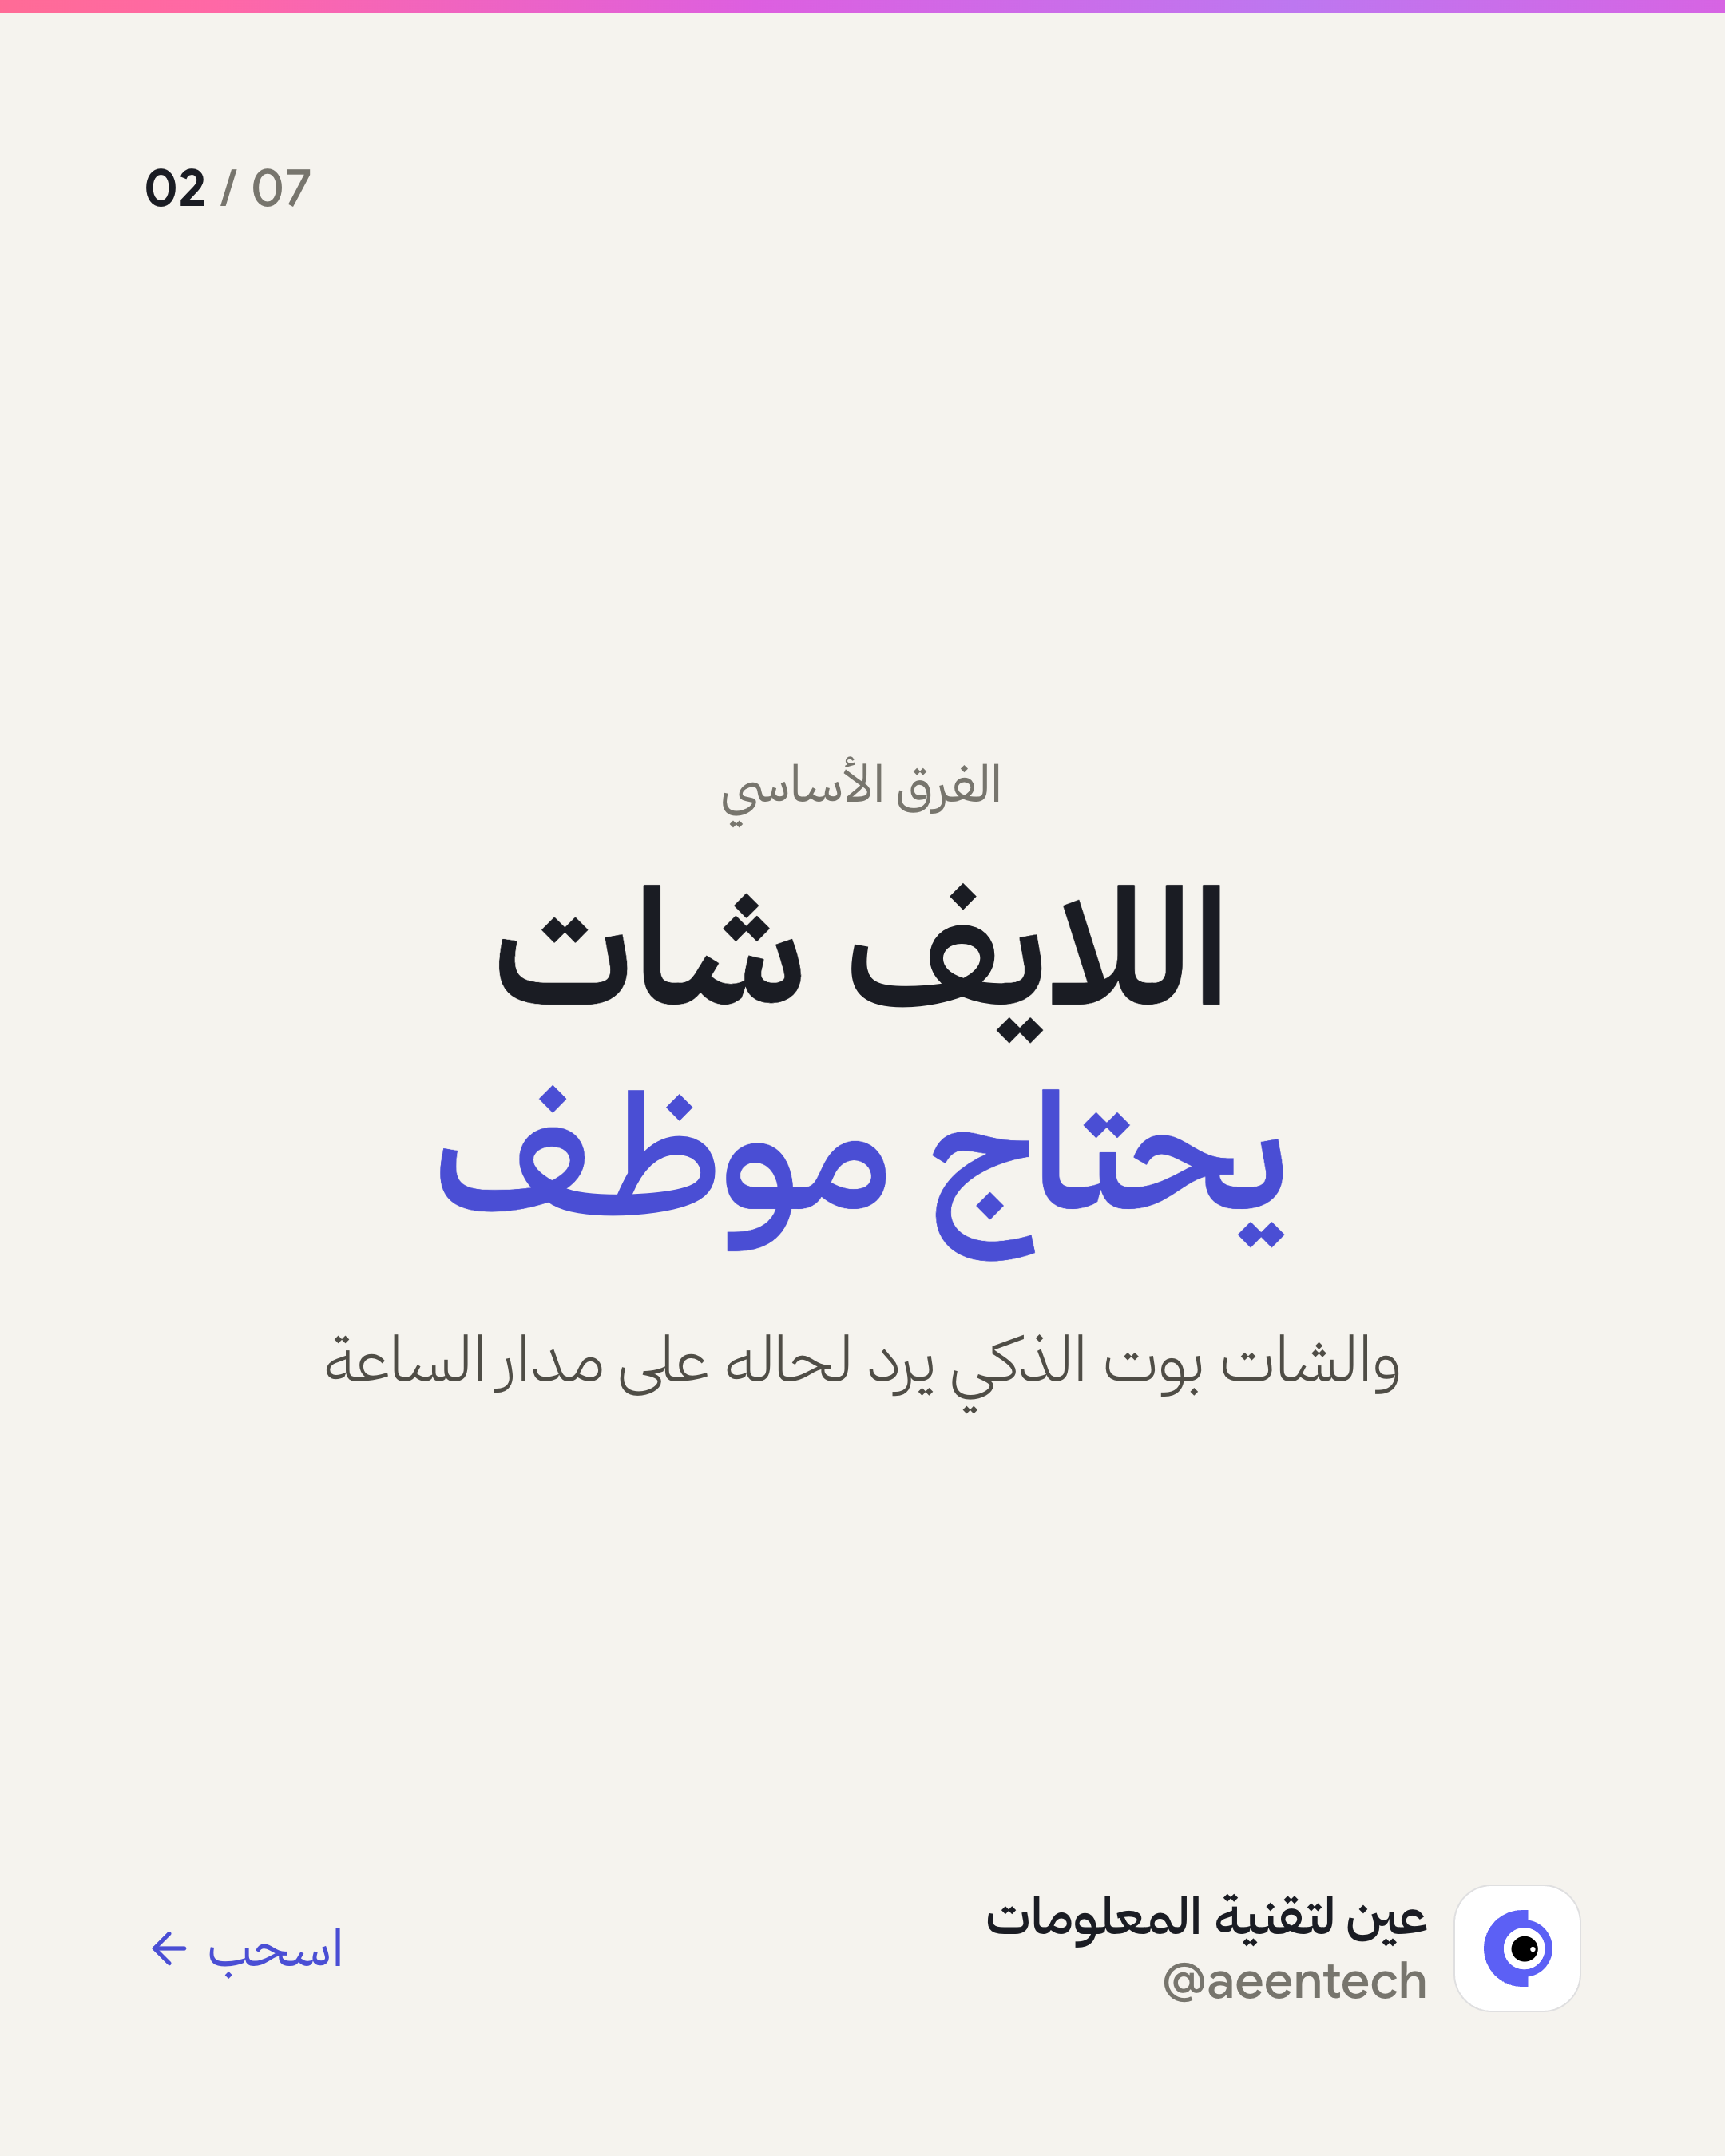 02 / 07
الفرق الأساسي
اللايف شات
يحتاج موظف
والشات بوت الذكي يرد لحاله على مدار الساعة
عين لتقنية المعلومات
@aeentech
اسحب ←